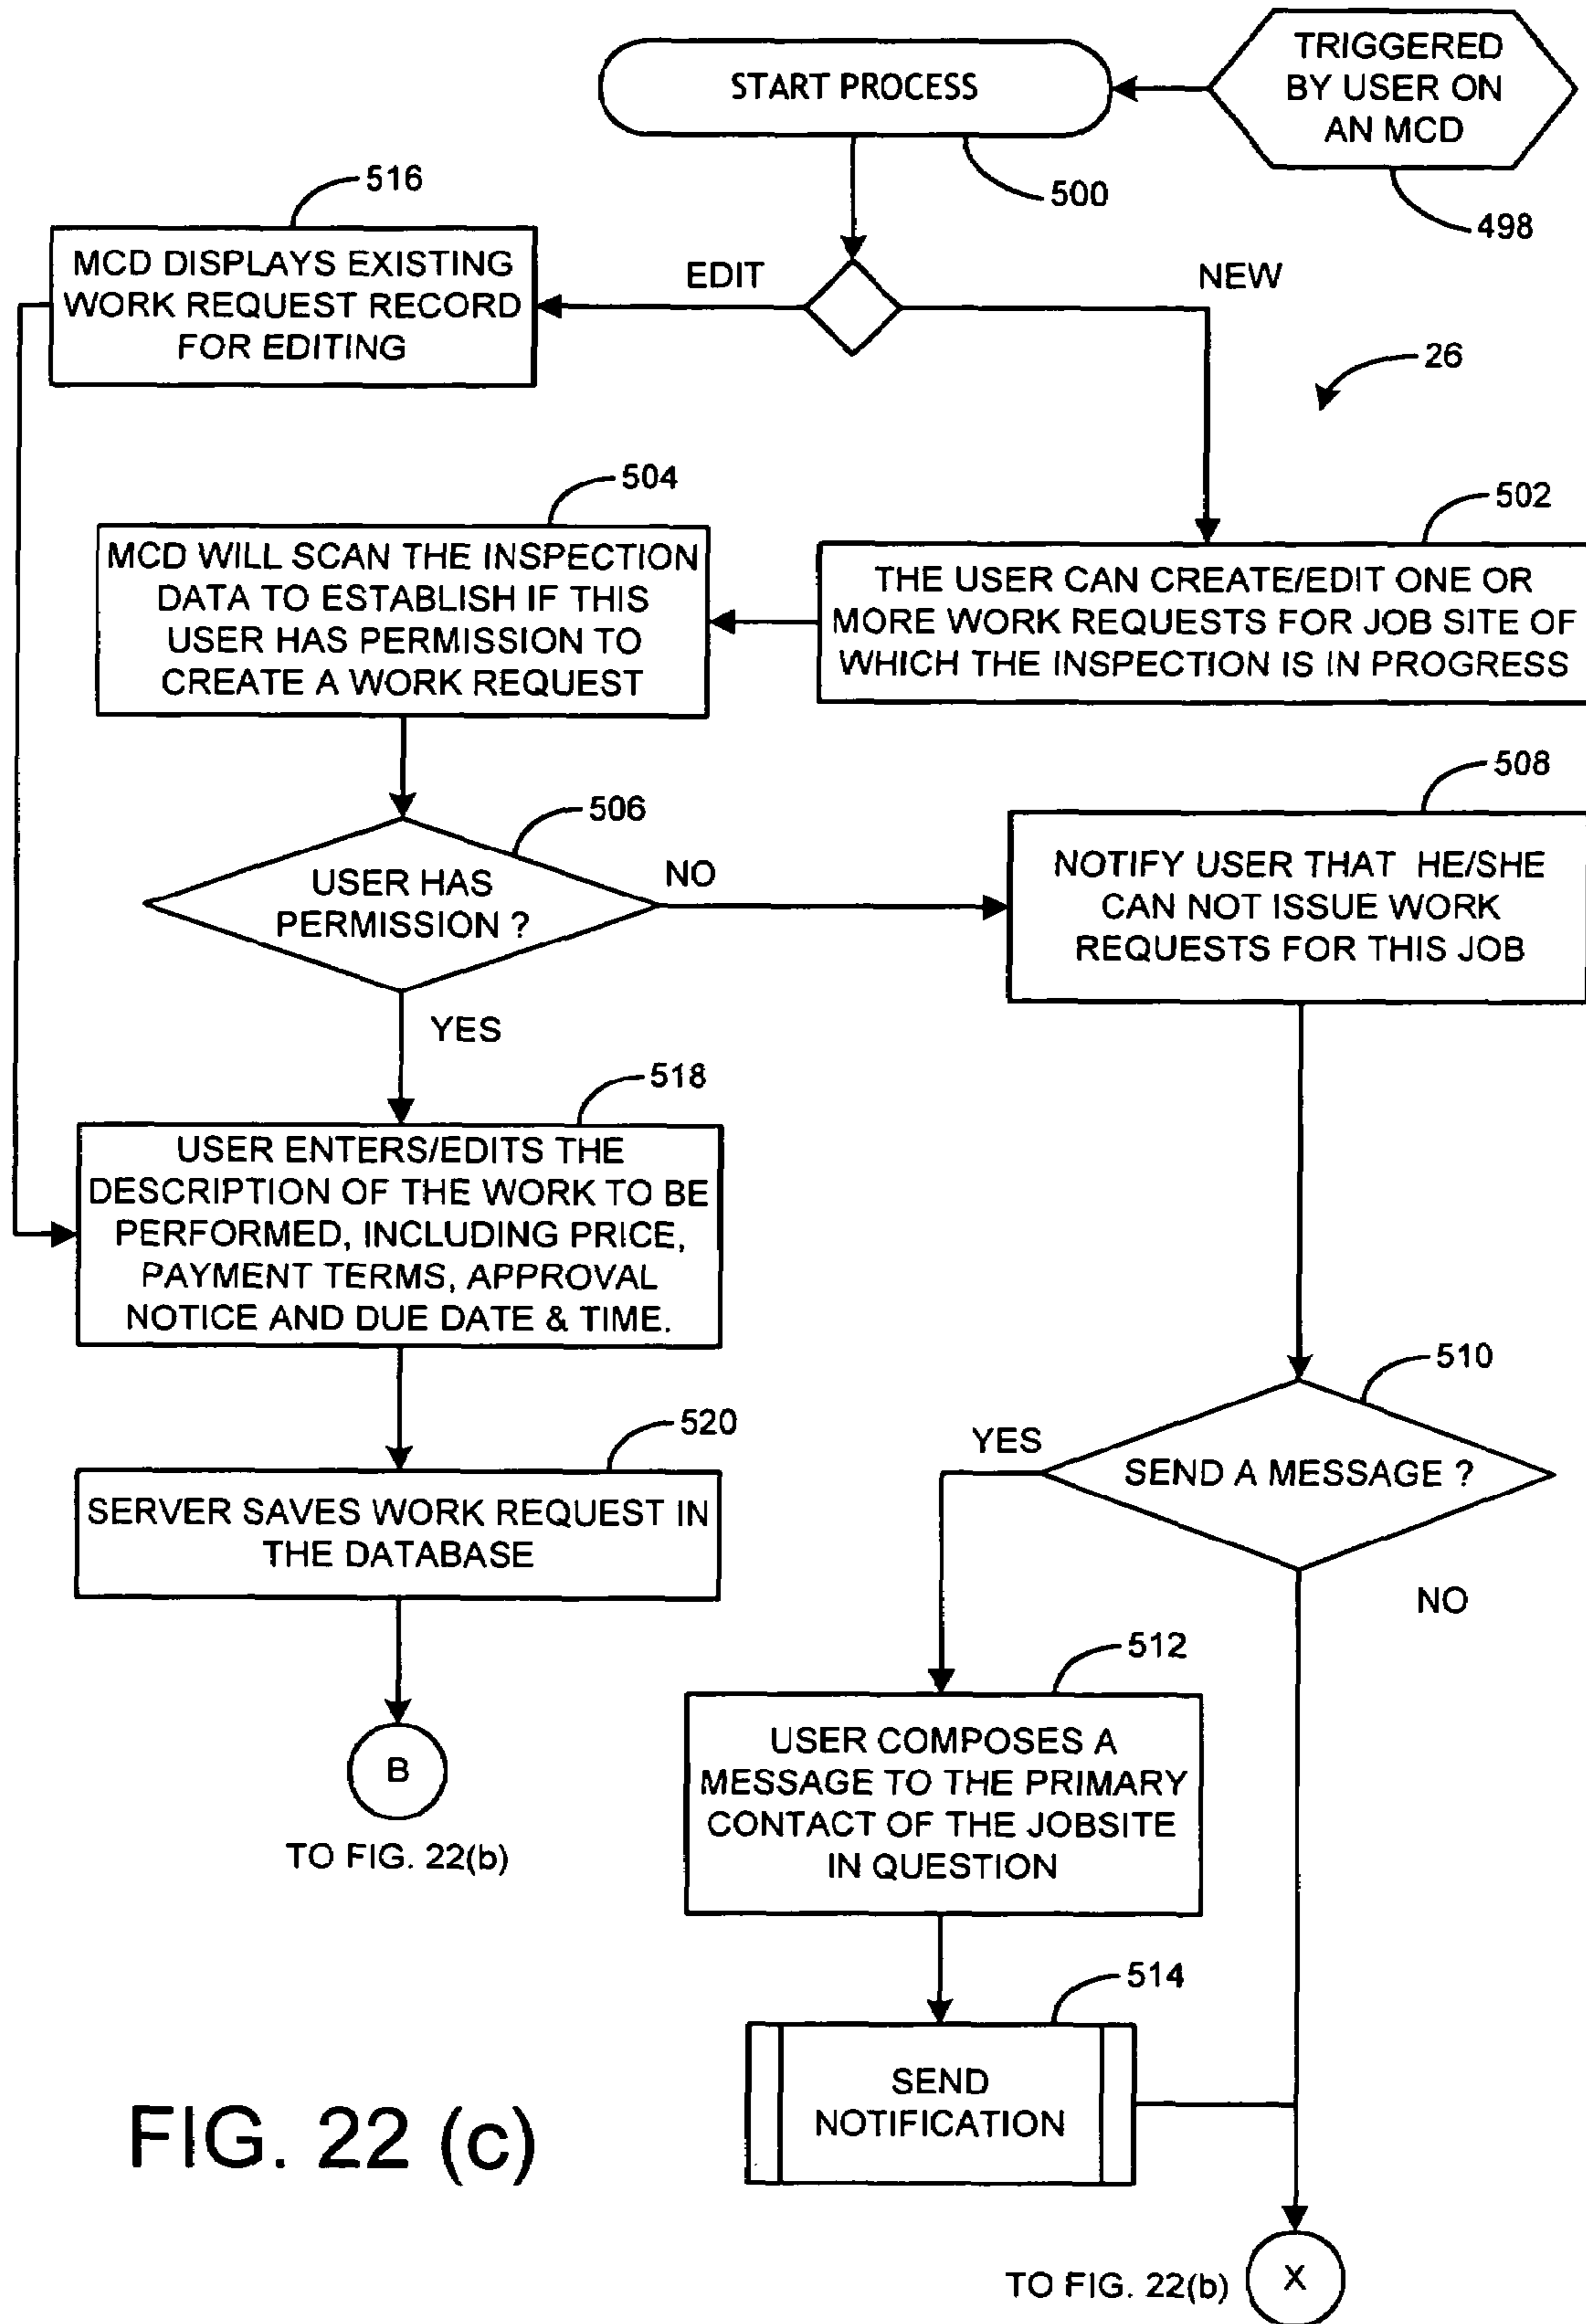 START PROCESS
TRIGGERED
BY USER ON
AN MCD
500
498
516
MCD DISPLAYS EXISTING
WORK REQUEST RECORD
FOR EDITING
EDIT
NEW
26
504
MCD WILL SCAN THE INSPECTION
DATA TO ESTABLISH IF THIS
USER HAS PERMISSION TO
CREATE A WORK REQUEST
502
THE USER CAN CREATE/EDIT ONE OR
MORE WORK REQUESTS FOR JOB SITE OF
WHICH THE INSPECTION IS IN PROGRESS
506
USER HAS
PERMISSION ?
NO
YES
508
NOTIFY USER THAT HE/SHE
CAN NOT ISSUE WORK
REQUESTS FOR THIS JOB
518
USER ENTERS/EDITS THE
DESCRIPTION OF THE WORK TO BE
PERFORMED, INCLUDING PRICE,
PAYMENT TERMS, APPROVAL
NOTICE AND DUE DATE & TIME.
510
SEND A MESSAGE ?
YES
NO
520
SERVER SAVES WORK REQUEST IN
THE DATABASE
B
TO FIG. 22(b)
512
USER COMPOSES A
MESSAGE TO THE PRIMARY
CONTACT OF THE JOBSITE
IN QUESTION
514
SEND
NOTIFICATION
FIG. 22 (c)
TO FIG. 22(b)
X